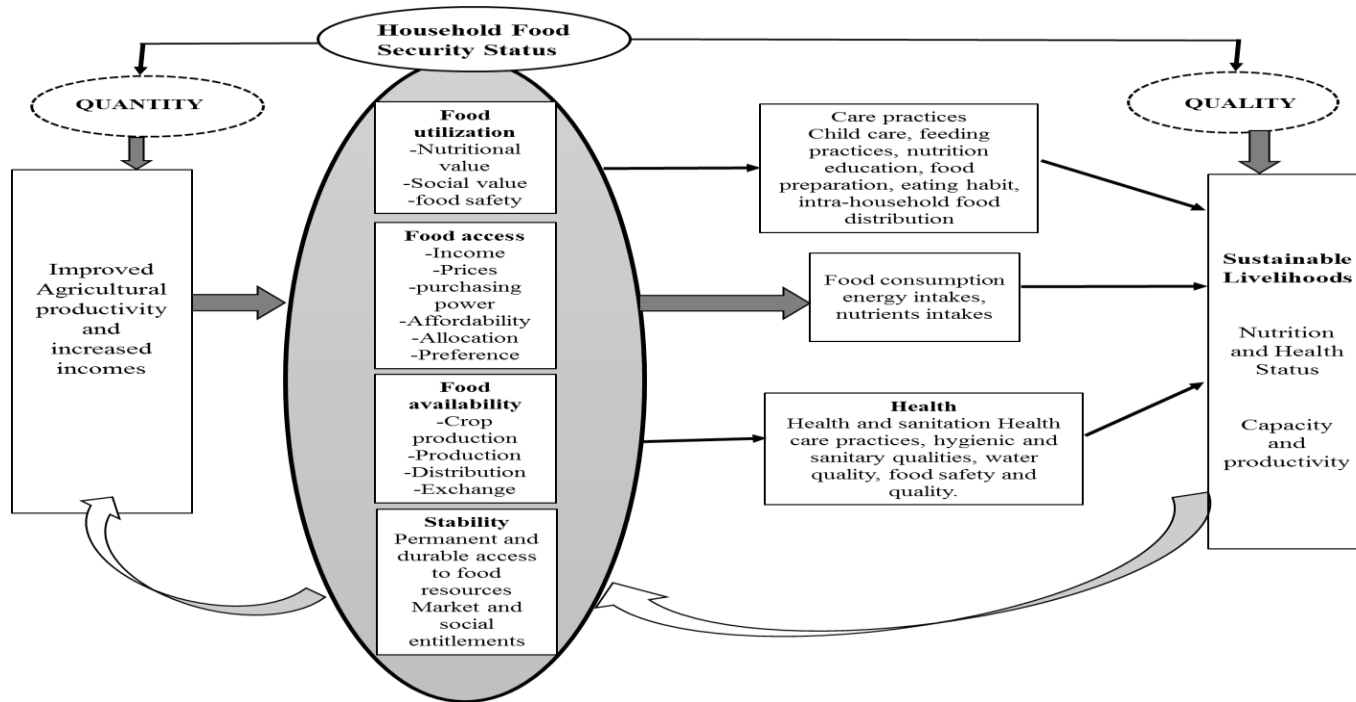 Household Food
Security Status
QUANTITY
QUALITY
Improved
Agricultural
productivity
and
increased
incomes
Food
utilization
-Nutritional
value
-Social value
-food safety
Food access
-Income
-Prices
-purchasing
power
-Affordability
-Allocation
-Preference
Food
availability
-Crop
production
-Production
-Distribution
-Exchange
Stability
Permanent and
durable access
to food
resources
Market and
social
entitlements
Care practices
Child care, feeding
practices, nutrition
education, food
preparation, eating habit,
intra-household food
distribution
Food consumption
energy intakes,
nutrients intakes
Health
Health and sanitation Health
care practices, hygienic and
sanitary qualities, water
quality, food safety and
quality.
Sustainable
Livelihoods
Nutrition
and Health
Status
Capacity
and
productivity